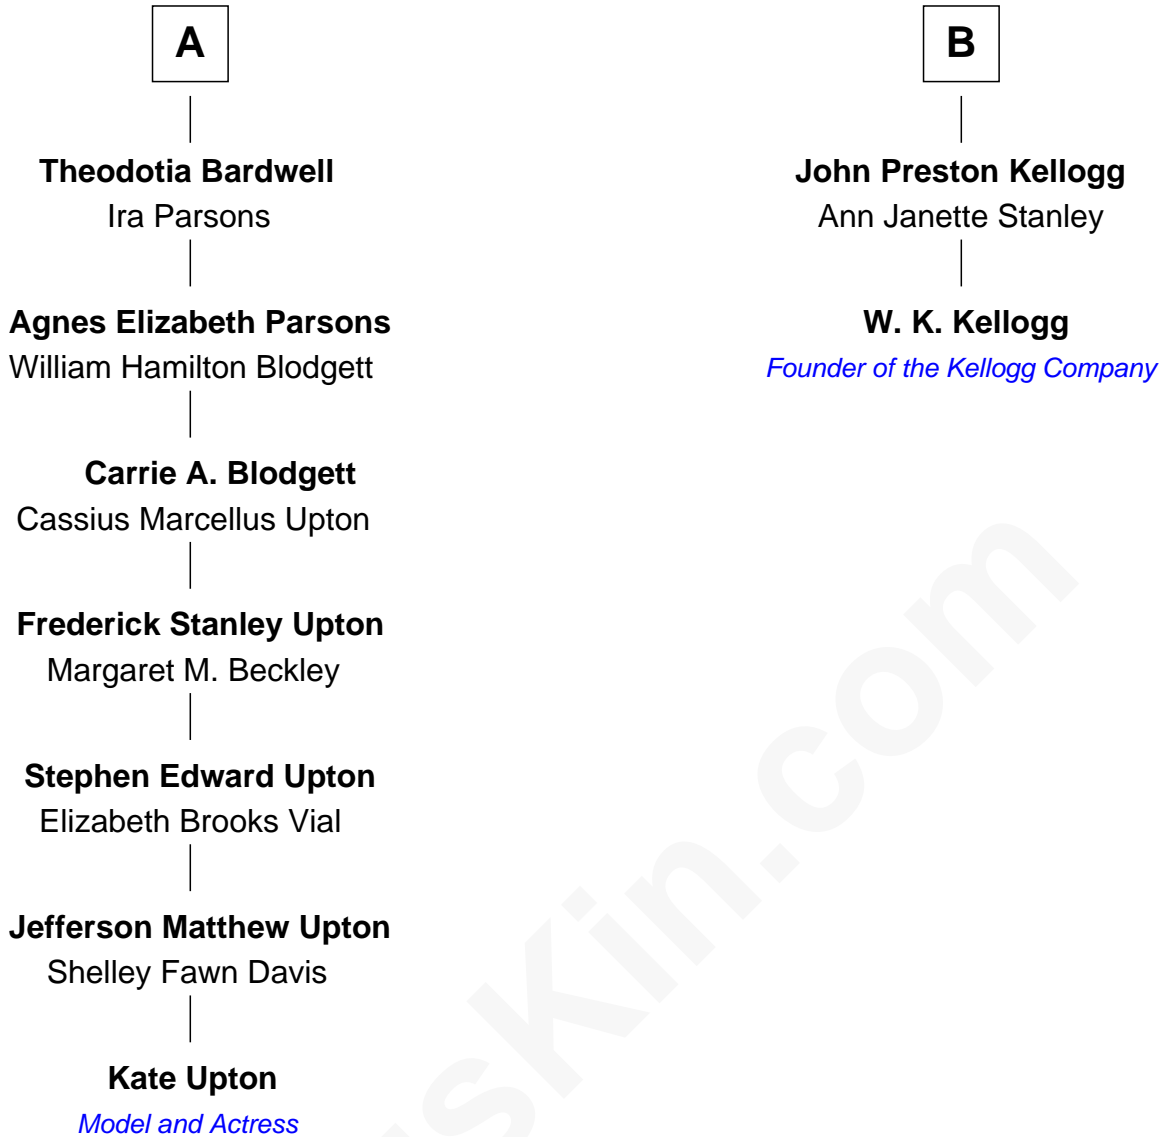 A
Theodotia Bardwell
Ira Parsons
Agnes Elizabeth Parsons
William Hamilton Blodgett
Carrie A. Blodgett
Cassius Marcellus Upton
Frederick Stanley Upton
Margaret M. Beckley
Stephen Edward Upton
Elizabeth Brooks Vial
Jefferson Matthew Upton
Shelley Fawn Davis
Kate Upton
Model and Actress
B
John Preston Kellogg
Ann Janette Stanley
W. K. Kellogg
Founder of the Kellogg Company